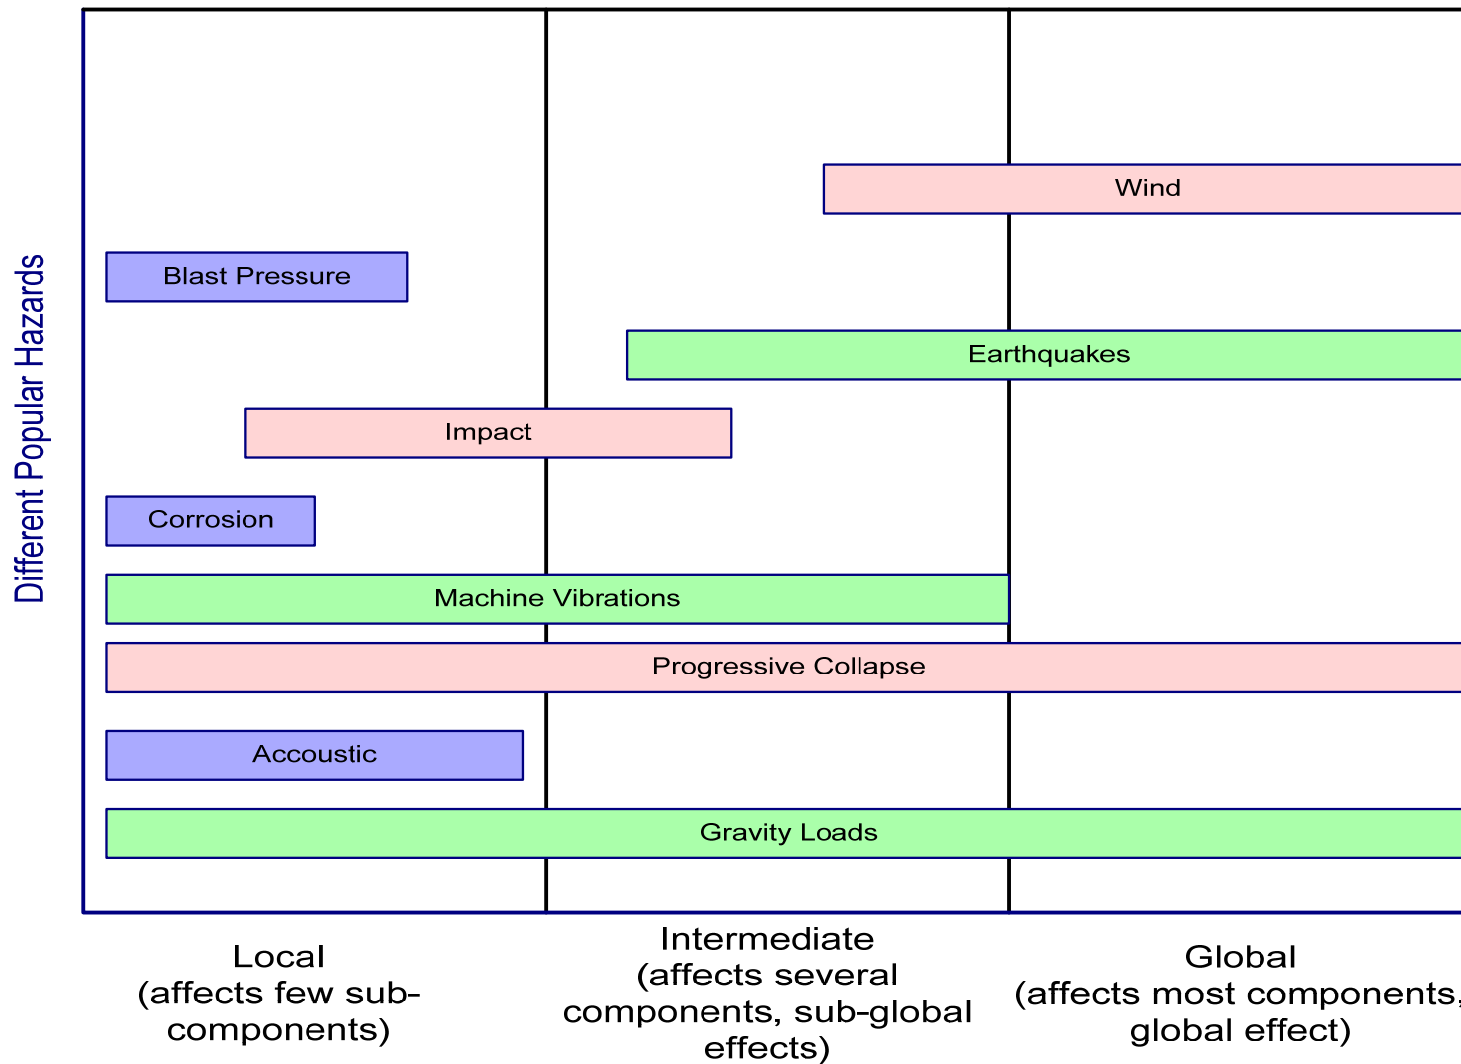 Different Popular Hazards
Wind
Blast Pressure
Earthquakes
Impact
Corrosion
Machine Vibrations
Progressive Collapse
Accoustic
Gravity Loads
Local
(affects few sub-
components)
Intermediate
(affects several
components, sub-global
effects)
Global
(affects most components,
global effect)